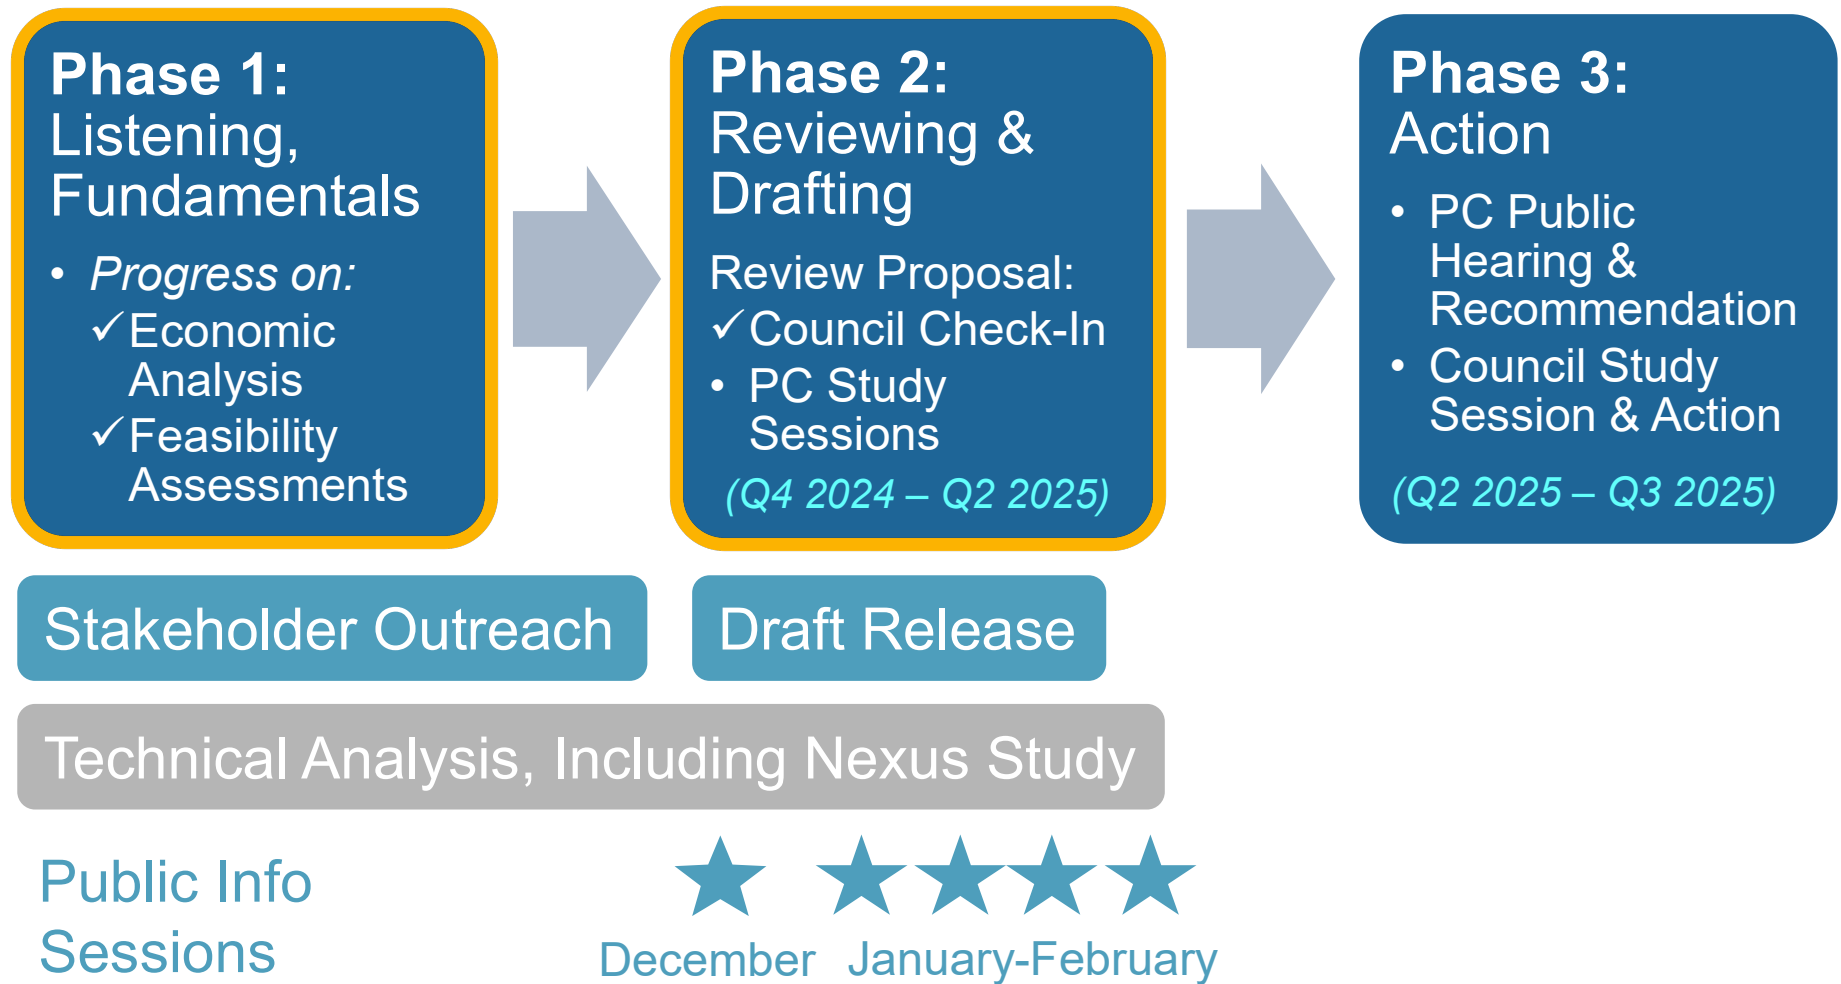 Phase 1:
Listening,
Fundamentals
• Progress on:
✓Economic
Analysis
✓Feasibility
Assessments
Phase 2:
Reviewing &
Drafting
Review Proposal:
✓Council Check-In
• PC Study
Sessions
(Q4 2024 – Q2 2025)
Phase 3:
Action
• PC Public
Hearing &
Recommendation
• Council Study
Session & Action
(Q2 2025 – Q3 2025)
Stakeholder Outreach
Draft Release
Technical Analysis, Including Nexus Study
Public Info
Sessions
December
January-February